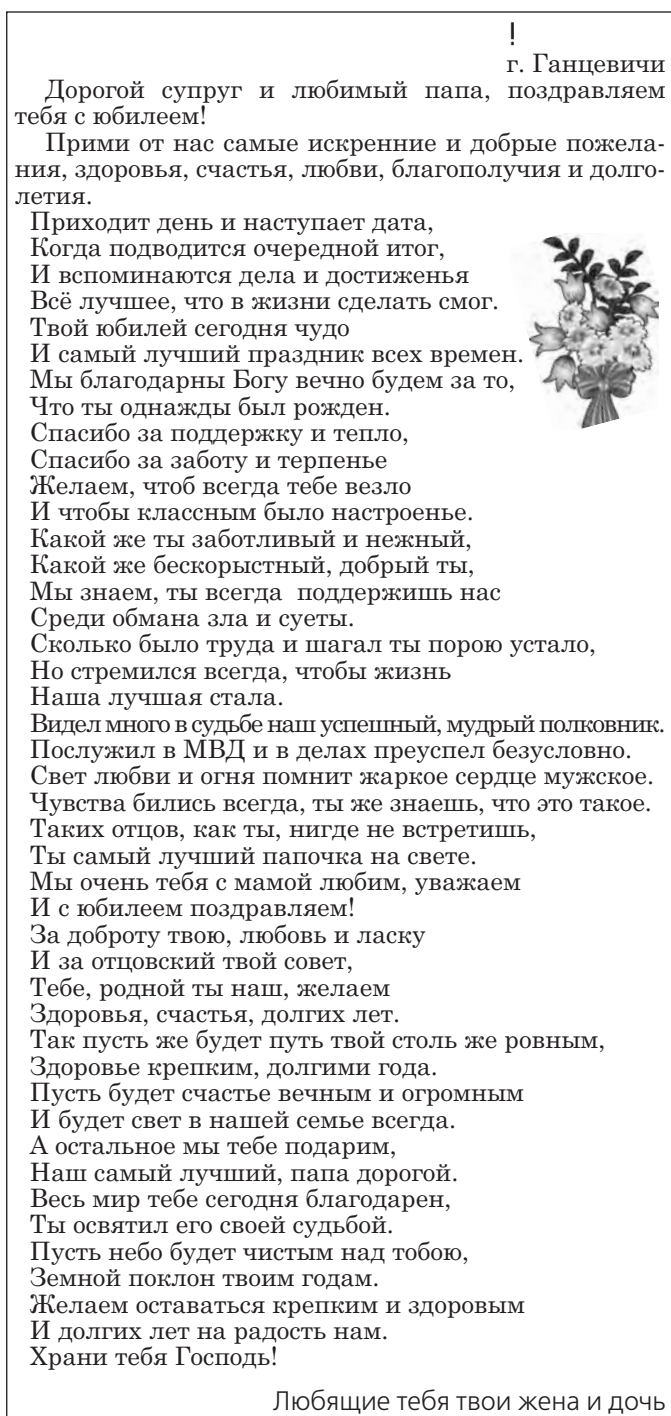 !
г. Ганцевичи
Дорогой супруг и любимый папа, поздравляем
тебя с юбилеем!
Прими от нас самые искренние и добрые пожела-
ния, здоровья, счастья, любви, благополучия и долго-
летия.
Приходит день и наступает дата,
Когда подводится очередной итог,
И вспоминаются дела и достиженья
Всё лучшее, что в жизни сделать смог.
Твой юбилей сегодня чудо
И самый лучший праздник всех времен.
Мы благодарны Богу вечно будем за то,
Что ты однажды был рожден.
Спасибо за поддержку и тепло,
Спасибо за заботу и терпенье
Желаем, чтоб всегда тебе везло
И чтобы классным было настроенье.
Какой же ты заботливый и нежный,
Какой же бескорыстный, добрый ты,
Мы знаем, ты всегда поддержишь нас
Среди обмана зла и суеты.
Сколько было труда и шагал ты порою устало,
Но стремился всегда, чтобы жизнь
Наша лучшая стала.
Видел много в судьбе наш успешный, мудрый полковник.
Послужил в МВД и в делах преуспел безусловно.
Свет любви и огня помнит жаркое сердце мужское.
Чувства бились всегда, ты же знаешь, что это такое.
Таких отцов, как ты, нигде не встретишь,
Ты самый лучший папочка на свете.
Мы очень тебя с мамой любим, уважаем
И с юбилеем поздравляем!
За доброту твою, любовь и ласку
И за отцовский твой совет,
Тебе, родной ты наш, желаем
Здоровья, счастья, долгих лет.
Так пусть же будет путь твой столь же ровным,
Здоровье крепким, долгими года.
Пусть будет счастье вечным и огромным
И будет свет в нашей семье всегда.
А остальное мы тебе подарим,
Наш самый лучший, папа дорогой.
Весь мир тебе сегодня благодарен,
Ты освятил его своей судьбой.
Пусть небо будет чистым над тобою,
Земной поклон твоим годам.
Желаем оставаться крепким и здоровым
И долгих лет на радость нам.
Храни тебя Господь!
Любящие тебя твои жена и дочь